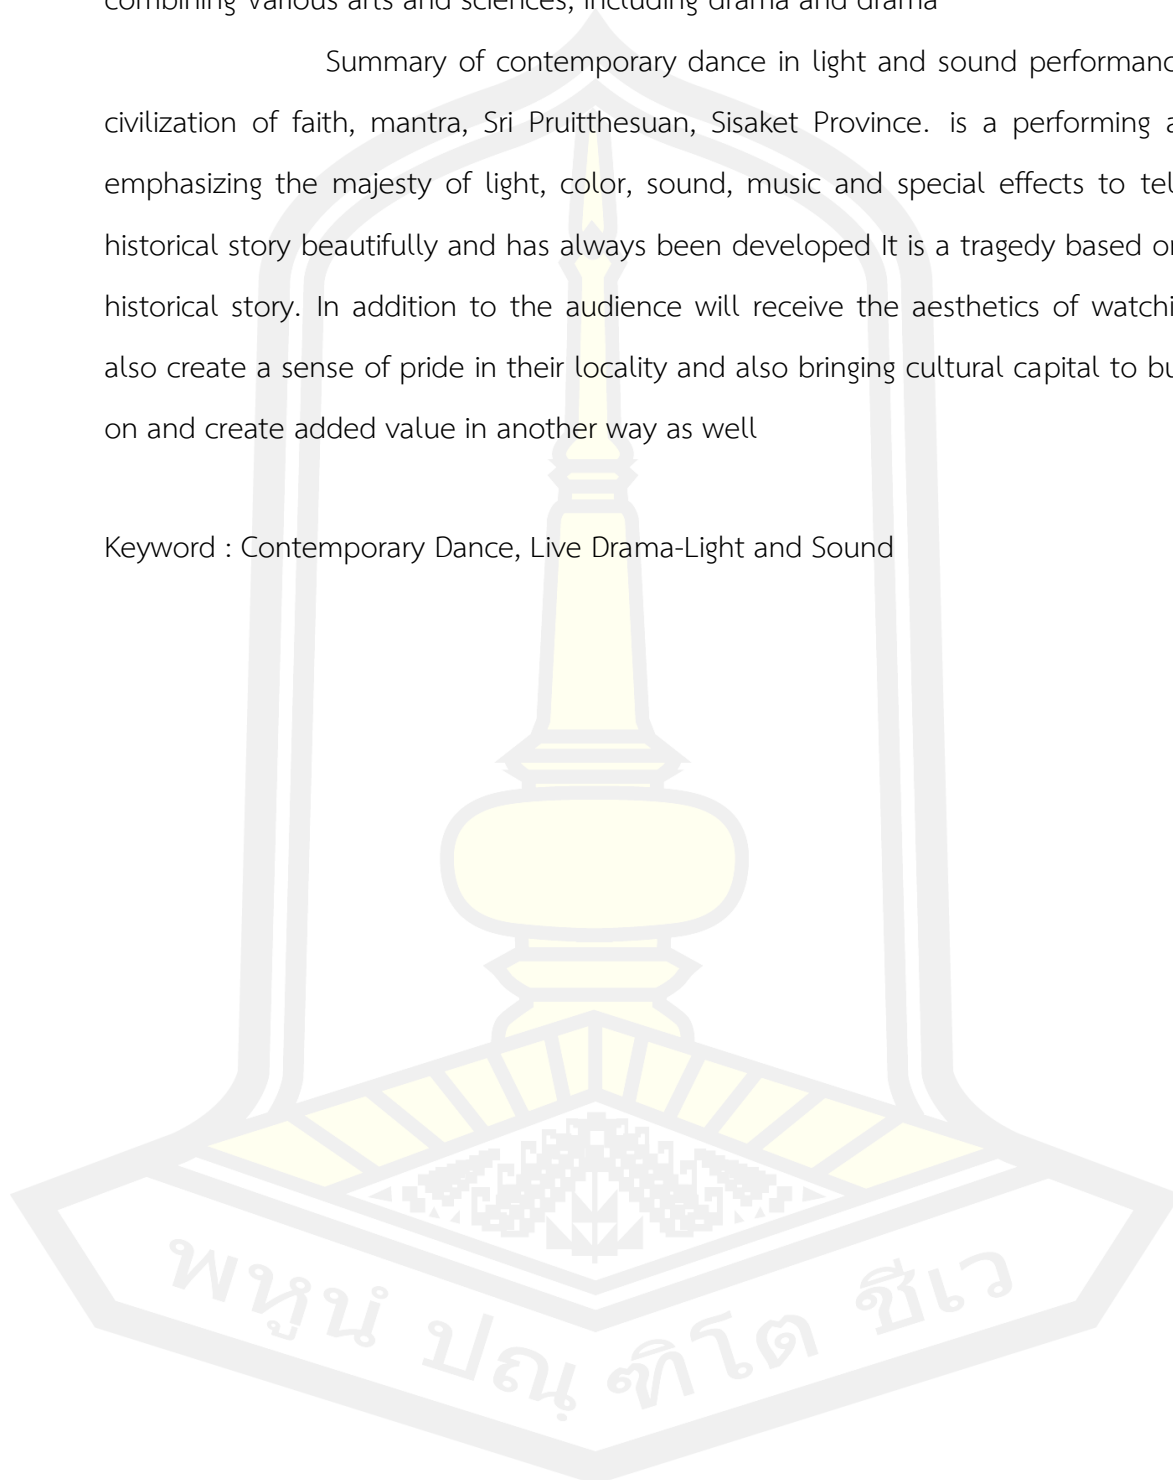 combining various arts and sciences, including drama and drama
Summary of contemporary dance in light and sound
civilization of faith, mantra, Sri Pruitthesuan, Sisaket Province. is a performing
emphasizing the majesty of light, color, sound, music and special effects to
historical story beautifully and has always been developed It is a tragedy based
historical story. In addition to the audience will receive the aesthetics of
also create a sense of pride in their locality and also bringing cultural capital to
on and create added value in another way as well
Keyword : Contemporary Dance, Live Drama-Light and Sound
พหูนํ ปณฺฑิโต ชีเว